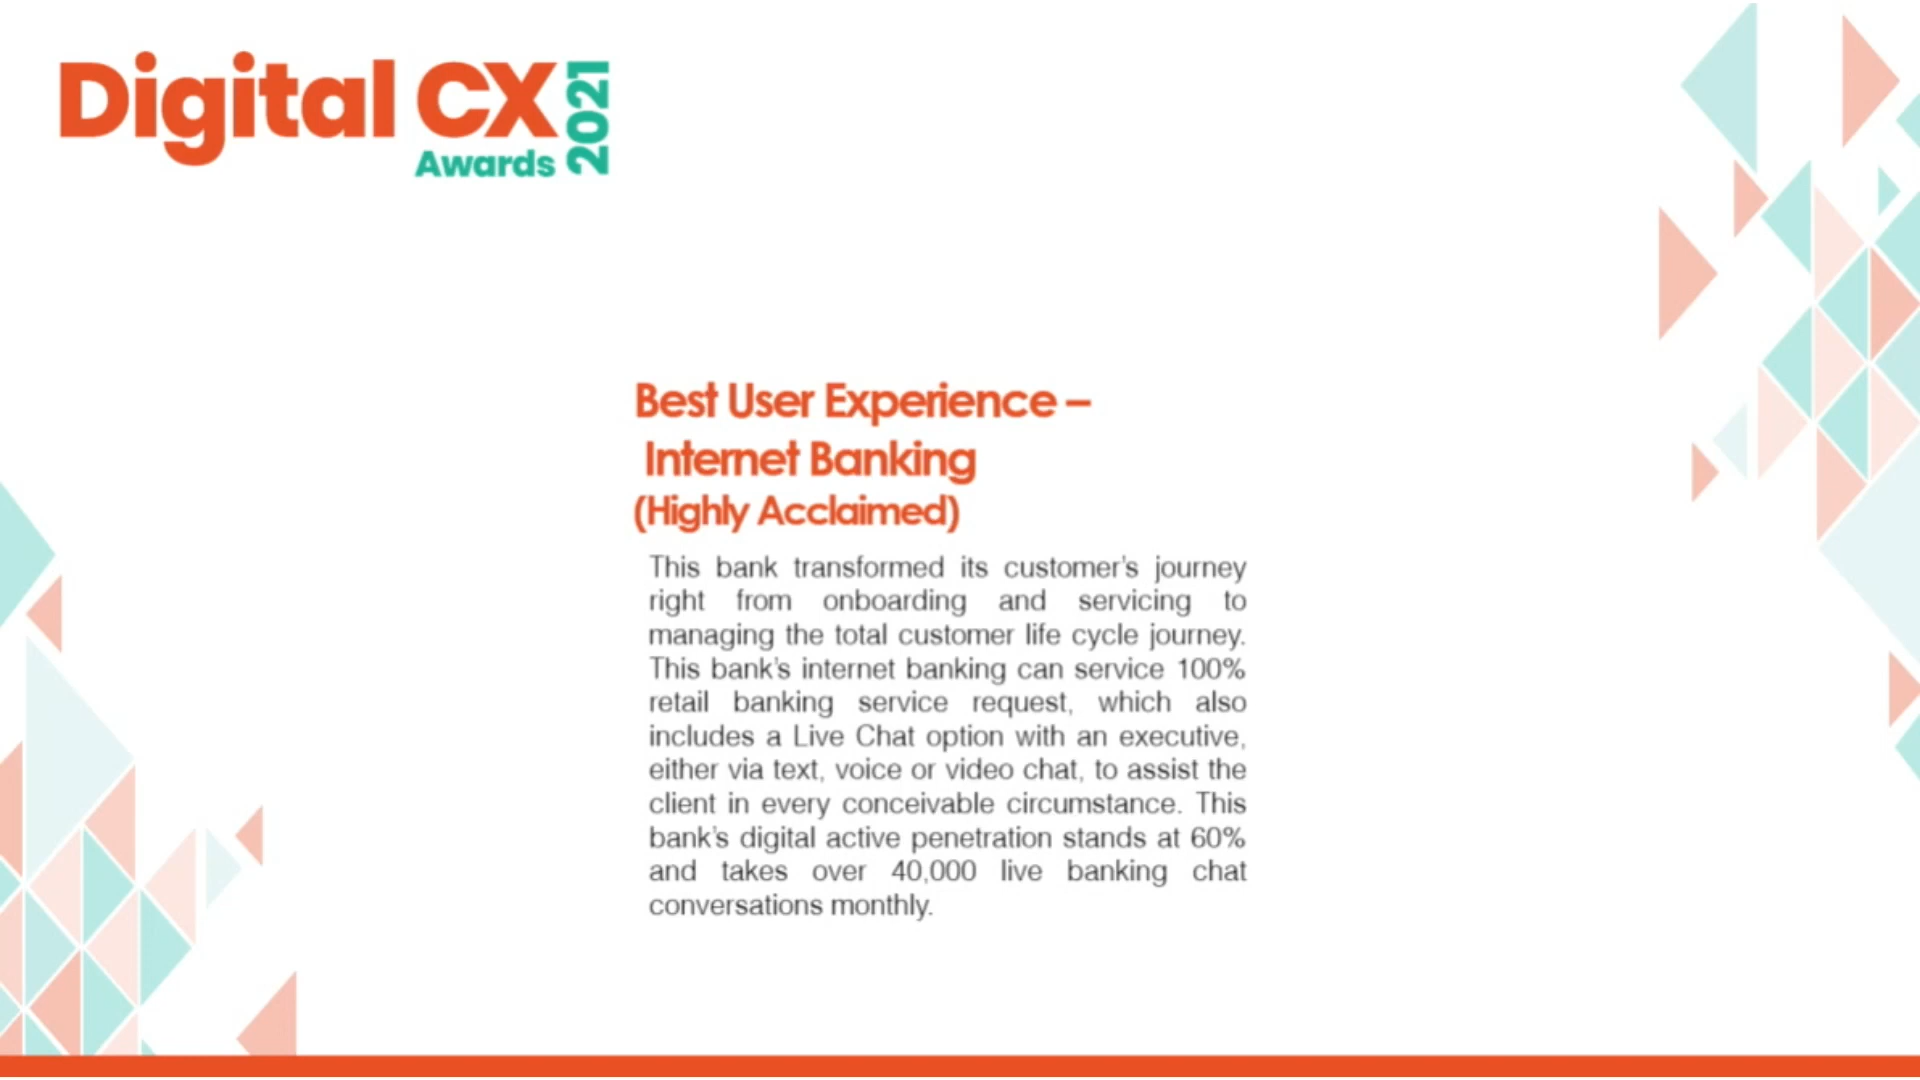 Digital CX
Awards
2021
Best User Experience –
Internet Banking
(Highly Acclaimed)
This bank transformed its customer's journey
right from onboarding and servicing to
managing the total customer life cycle journey.
This bank's internet banking can service 100%
retail banking service request, which also
includes a Live Chat option with an executive,
either via text, voice or video chat, to assist the
client in every conceivable circumstance. This
bank's digital active penetration stands at 60%
and takes over 40,000 live banking chat
conversations monthly.